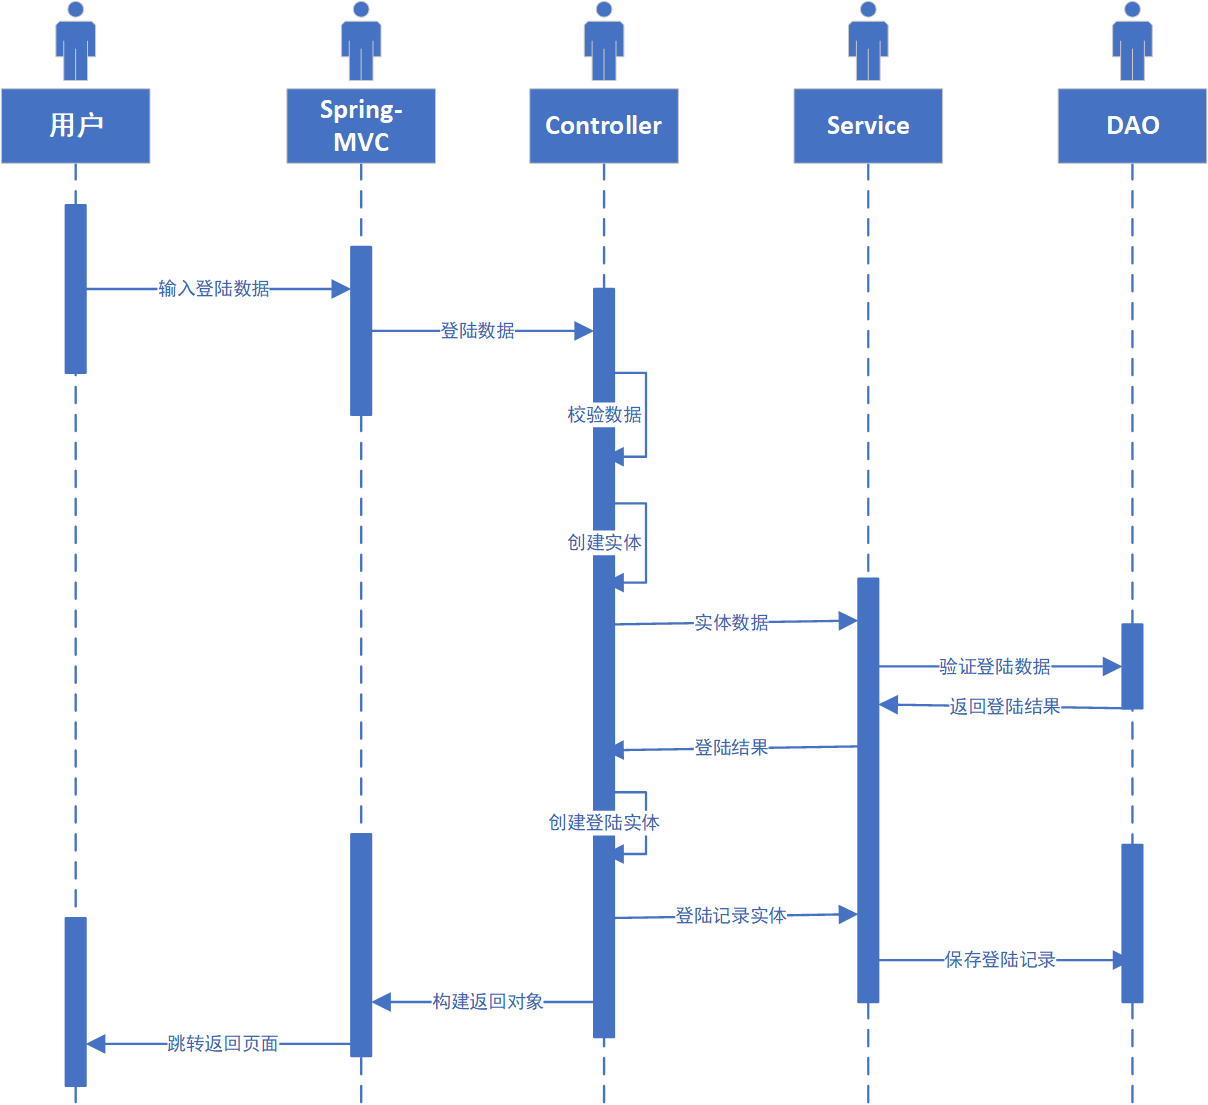 用户
Spring-
MVC
Controller
Service
DAO
输入登陆数据
登陆数据
校验数据
创建实体
实体数据
验证登陆数据
返回登陆结果
登陆结果
创建登陆实体
登陆记录实体
保存登陆记录
构建返回对象
跳转返回页面